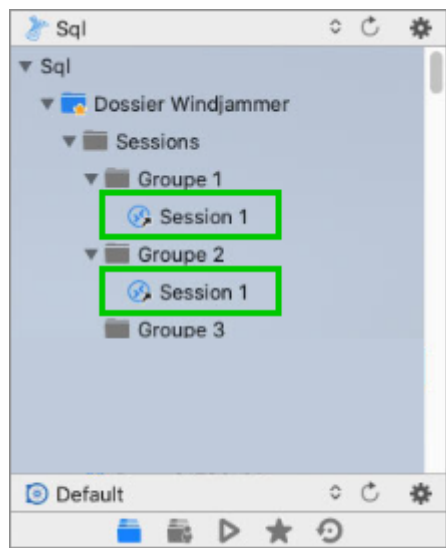 Sql
Sql
Dossier Windjammer
Sessions
Groupe 1
Session 1
Groupe 2
Session 1
Groupe 3
Default